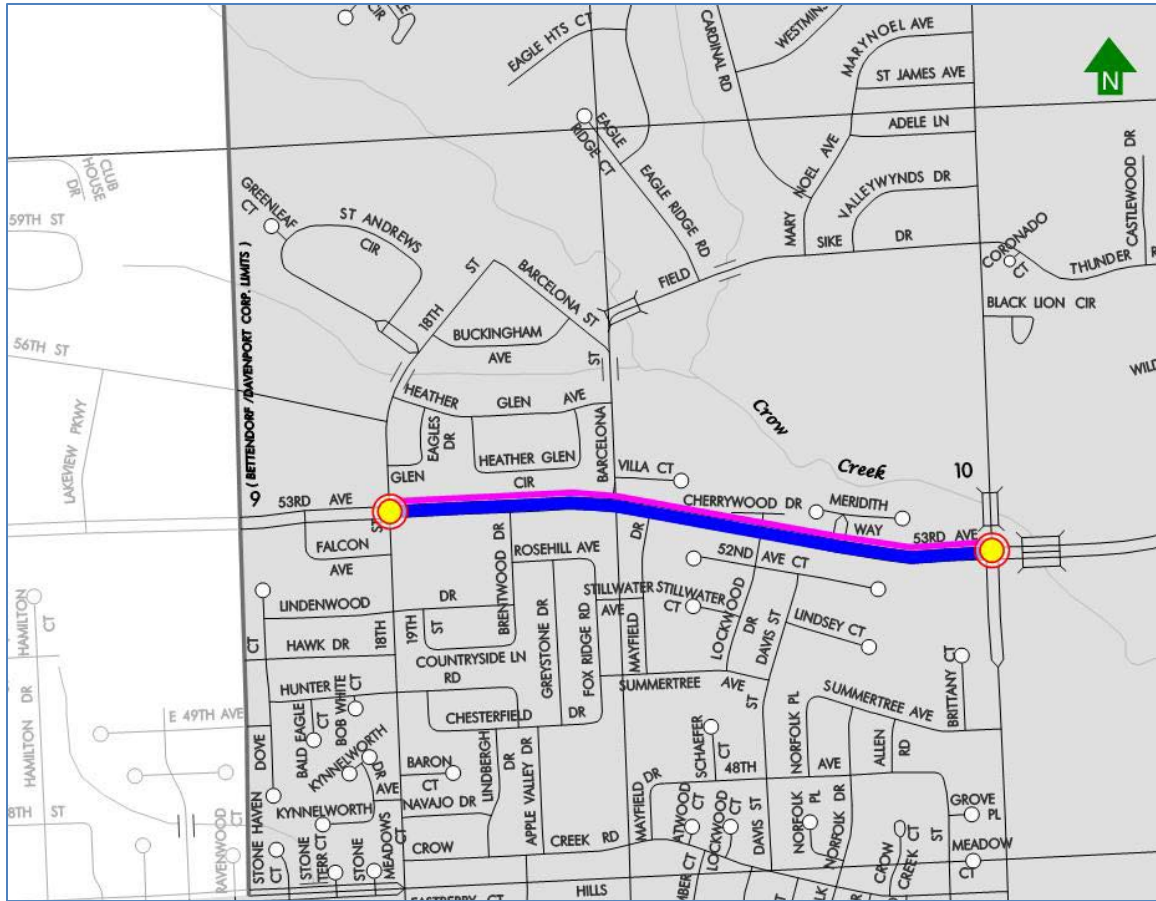 CIR
EAGLE HTS CT
CARDINAL RD
MARYNOEL AVE
ST JAMES AVE
N
ADELE LN
EAGLE
RIDGE CT
EAGLE RIDGE RD
MARY NOEL AVE
VALLEYWYNDS DR
CASTLEWOOD DR
CLUB
HOUSE
DR
59TH ST
GREENLEAF
CT
ST ANDREWS
CIR
SIKE DR
FIELD
CORONADO
CT
THUNDER
BLACK LION CIR
( BETTENDORF / DAVENPORT CORP. LIMITS )
18TH ST
BARCELONA ST
BUCKINGHAM
AVE
ST
56TH ST
LAKEVIEW PKWY
HEATHER GLEN AVE
EAGLES
DR
HEATHER GLEN
CIR
BARCELONA
GLEN
VILLA CT
Crow
Creek
10
9
53RD AVE
CHERRYWOOD DR
MERIDITH
WAY
53RD AVE
ST
FALCON
AVE
BRENTWOOD DR
ROSEHILL AVE
DR
52ND AVE CT
STILLWATER
AVE
STILLWATER
CT
LINDENWOOD DR
HAMILTON CT
19TH
ST
GREYSTONE DR
FOX RIDGE RD
MAYFIELD
LOCKWOOD
DR
DAVIS ST
LINDSEY CT
CT
HAWK DR
18TH
COUNTRYSIDE LN
RD
SUMMERTREE AVE
ST
SUMMERTREE AVE
BRITTANY CT
HUNTER
CT
BOB WHITE
CT
BALD EAGLE
CHESTERFIELD DR
NORFOLK PL
ALLEN
RD
HAMILTON DR
E 49TH AVE
DOVE
KYNNELWORTH
DR
AVE
BARON
CT
LINDBERGH
DR
APPLE VALLEY DR
SCHAEFER
CT
48TH AVE
MAYFIELD DR
NAVAJO DR
KYNNELWORTH
CT
8TH ST
CT
RAVENWOOD
STONE HAVEN
CT
STONE
TERR CT
STONE
MEADOWS
CROW CREEK RD
LOCKWOOD
CT
DAVIS ST
NORFOLK
PL
NORFOLK DR
CROW
CREEK CT
ST
GROVE
PL
MEADOW
CT
HILLS